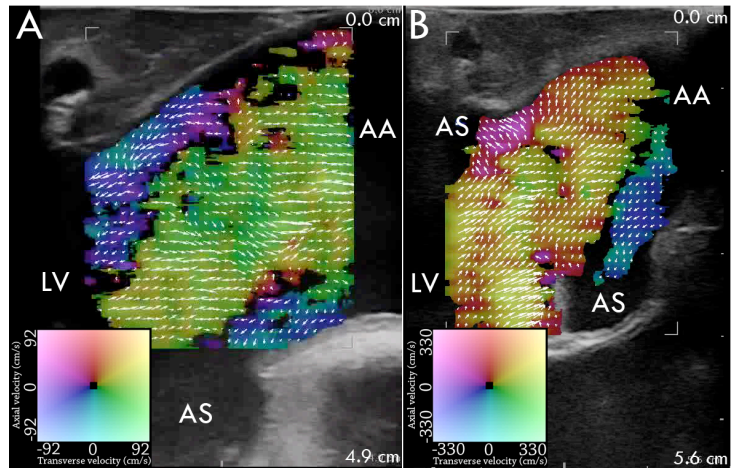 A
0.0 cm
AA
LV
AS
4.9 cm
92
0
-92
Axial velocity (cm/s)
-92 0 92
Transverse velocity (cm/s)
B
0.0 cm
AA
AS
LV
AS
5.6 cm
330
0
-330
Axial velocity (cm/s)
-330 0 330
Transverse velocity (cm/s)